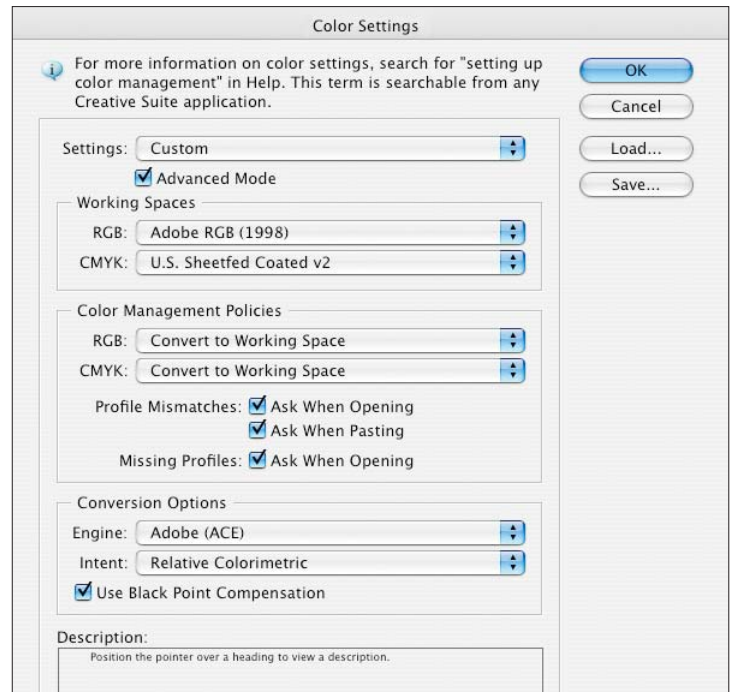 Color Settings
For more information on color settings, search for "setting up
color management" in Help. This term is searchable from any
Creative Suite application.
OK
Cancel
Load...
Save...
Settings: Custom
Advanced Mode
Working Spaces
RGB: Adobe RGB (1998)
CMYK: U.S. Sheetfed Coated v2
Color Management Policies
RGB: Convert to Working Space
CMYK: Convert to Working Space
Profile Mismatches: Ask When Opening
Ask When Pasting
Missing Profiles: Ask When Opening
Conversion Options
Engine: Adobe (ACE)
Intent: Relative Colorimetric
Use Black Point Compensation
Description:
Position the pointer over a heading to view a description.